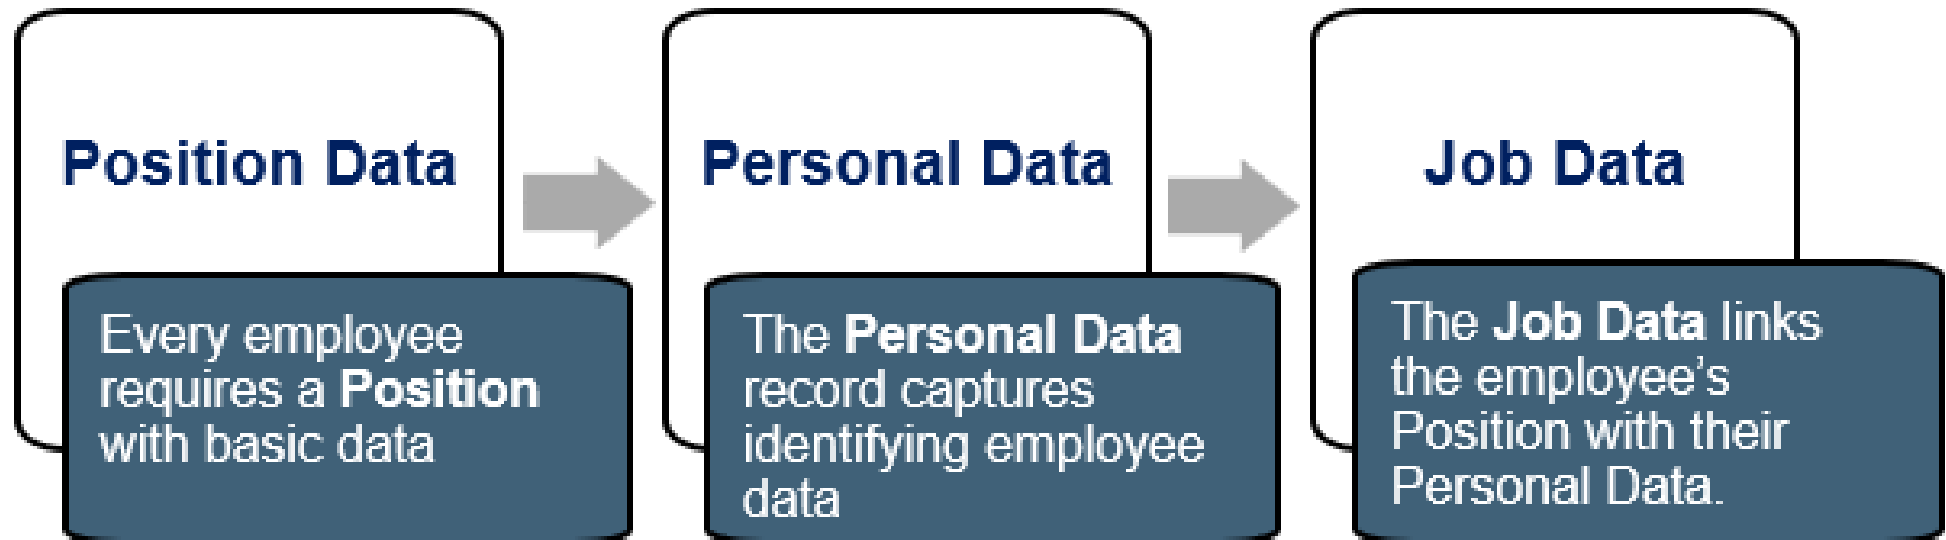 Position Data
Every employee
requires a Position
with basic data
Personal Data
The Personal Data
record captures
identifying employee
data
Job Data
The Job Data links
the employee’s
Position with their
Personal Data.